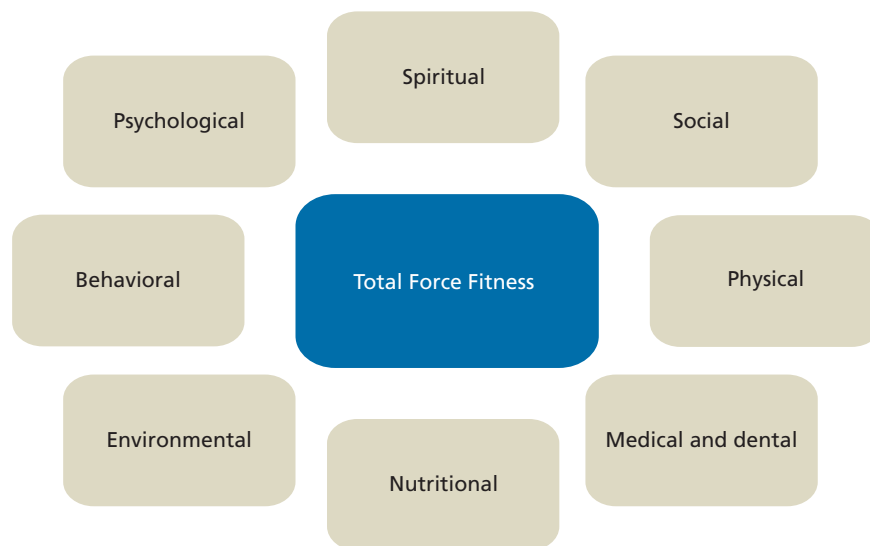 Spiritual
Psychological
Social
Behavioral
Total Force Fitness
Physical
Environmental
Medical and dental
Nutritional